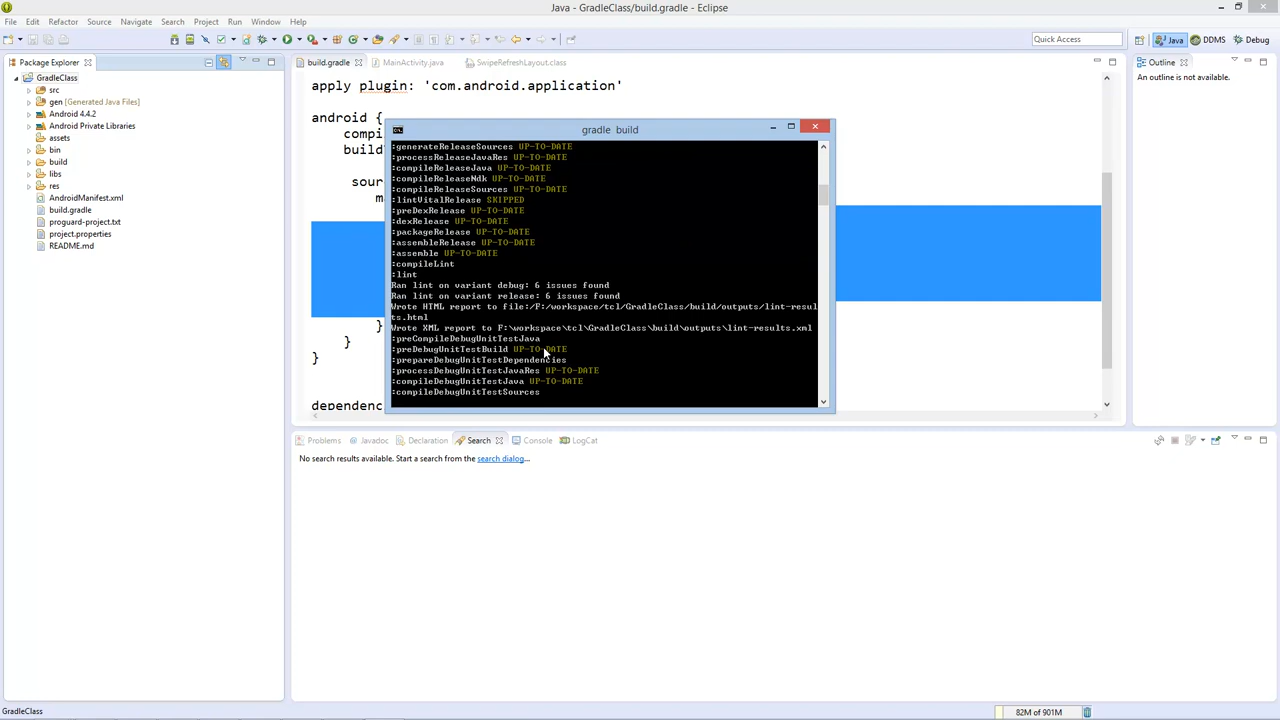 Java - GradleClass/build.gradle - Eclipse
File Edit Refactor Source Navigate Search Project Run Window Help
Quick Access
Java
DDMS
Debug
Package Explorer
GradleClass
src
gen [Generated Java Files]
Android 4.4.2
Android Private Libraries
assets
bin
build
libs
res
AndroidManifest.xml
build.gradle
proguard-project.txt
project.properties
README.md
build.gradle
MainActivity.java
SwipeRefreshLayout.class
apply plugin: 'com.android.application'
android {
compi
build
sour
ma
}
}
}
dependenc
gradle build
:generateReleaseSources UP-TO-DATE
:processReleaseJavaRes UP-TO-DATE
:compileReleaseJava UP-TO-DATE
:compileReleaseNdk UP-TO-DATE
:compileReleaseSources UP-TO-DATE
:lintVitalRelease SKIPPED
:preDexRelease UP-TO-DATE
:dexRelease UP-TO-DATE
:packageRelease UP-TO-DATE
:assembleRelease UP-TO-DATE
:assemble UP-TO-DATE
:compileLint
:lint
Ran lint on variant debug: 6 issues found
Ran lint on variant release: 6 issues found
Wrote HTML report to file:/F:/workspace/tcl/GradleClass/build/outputs/lint-resul
ts.html
Wrote XML report to F:\workspace\tcl\GradleClass\build\outputs\lint-results.xml
:preCompileDebugUnitTestJava
:preDebugUnitTestBuild UP-TO-DATE
:prepareDebugUnitTestDependencies
:processDebugUnitTestJavaRes UP-TO-DATE
:compileDebugUnitTestJava UP-TO-DATE
:compileDebugUnitTestSources
Outline
An outline is not available.
Problems
Javadoc
Declaration
Search
Console
LogCat
No search results available. Start a search from the search dialog...
GradleClass
82M of 901M